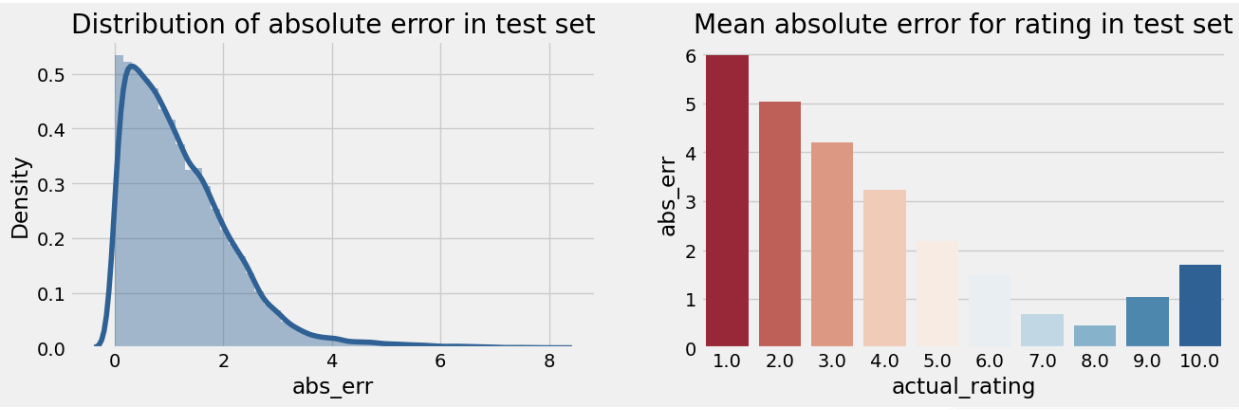 Distribution of absolute error in test set
0.5
0.4
0.3
0.2
0.1
0.0
Density
0 2 4 6 8
abs_err
Mean absolute error for rating in test set
6
5
4
3
2
1
0
abs_err
1.0 2.0 3.0 4.0 5.0 6.0 7.0 8.0 9.0 10.0
actual_rating